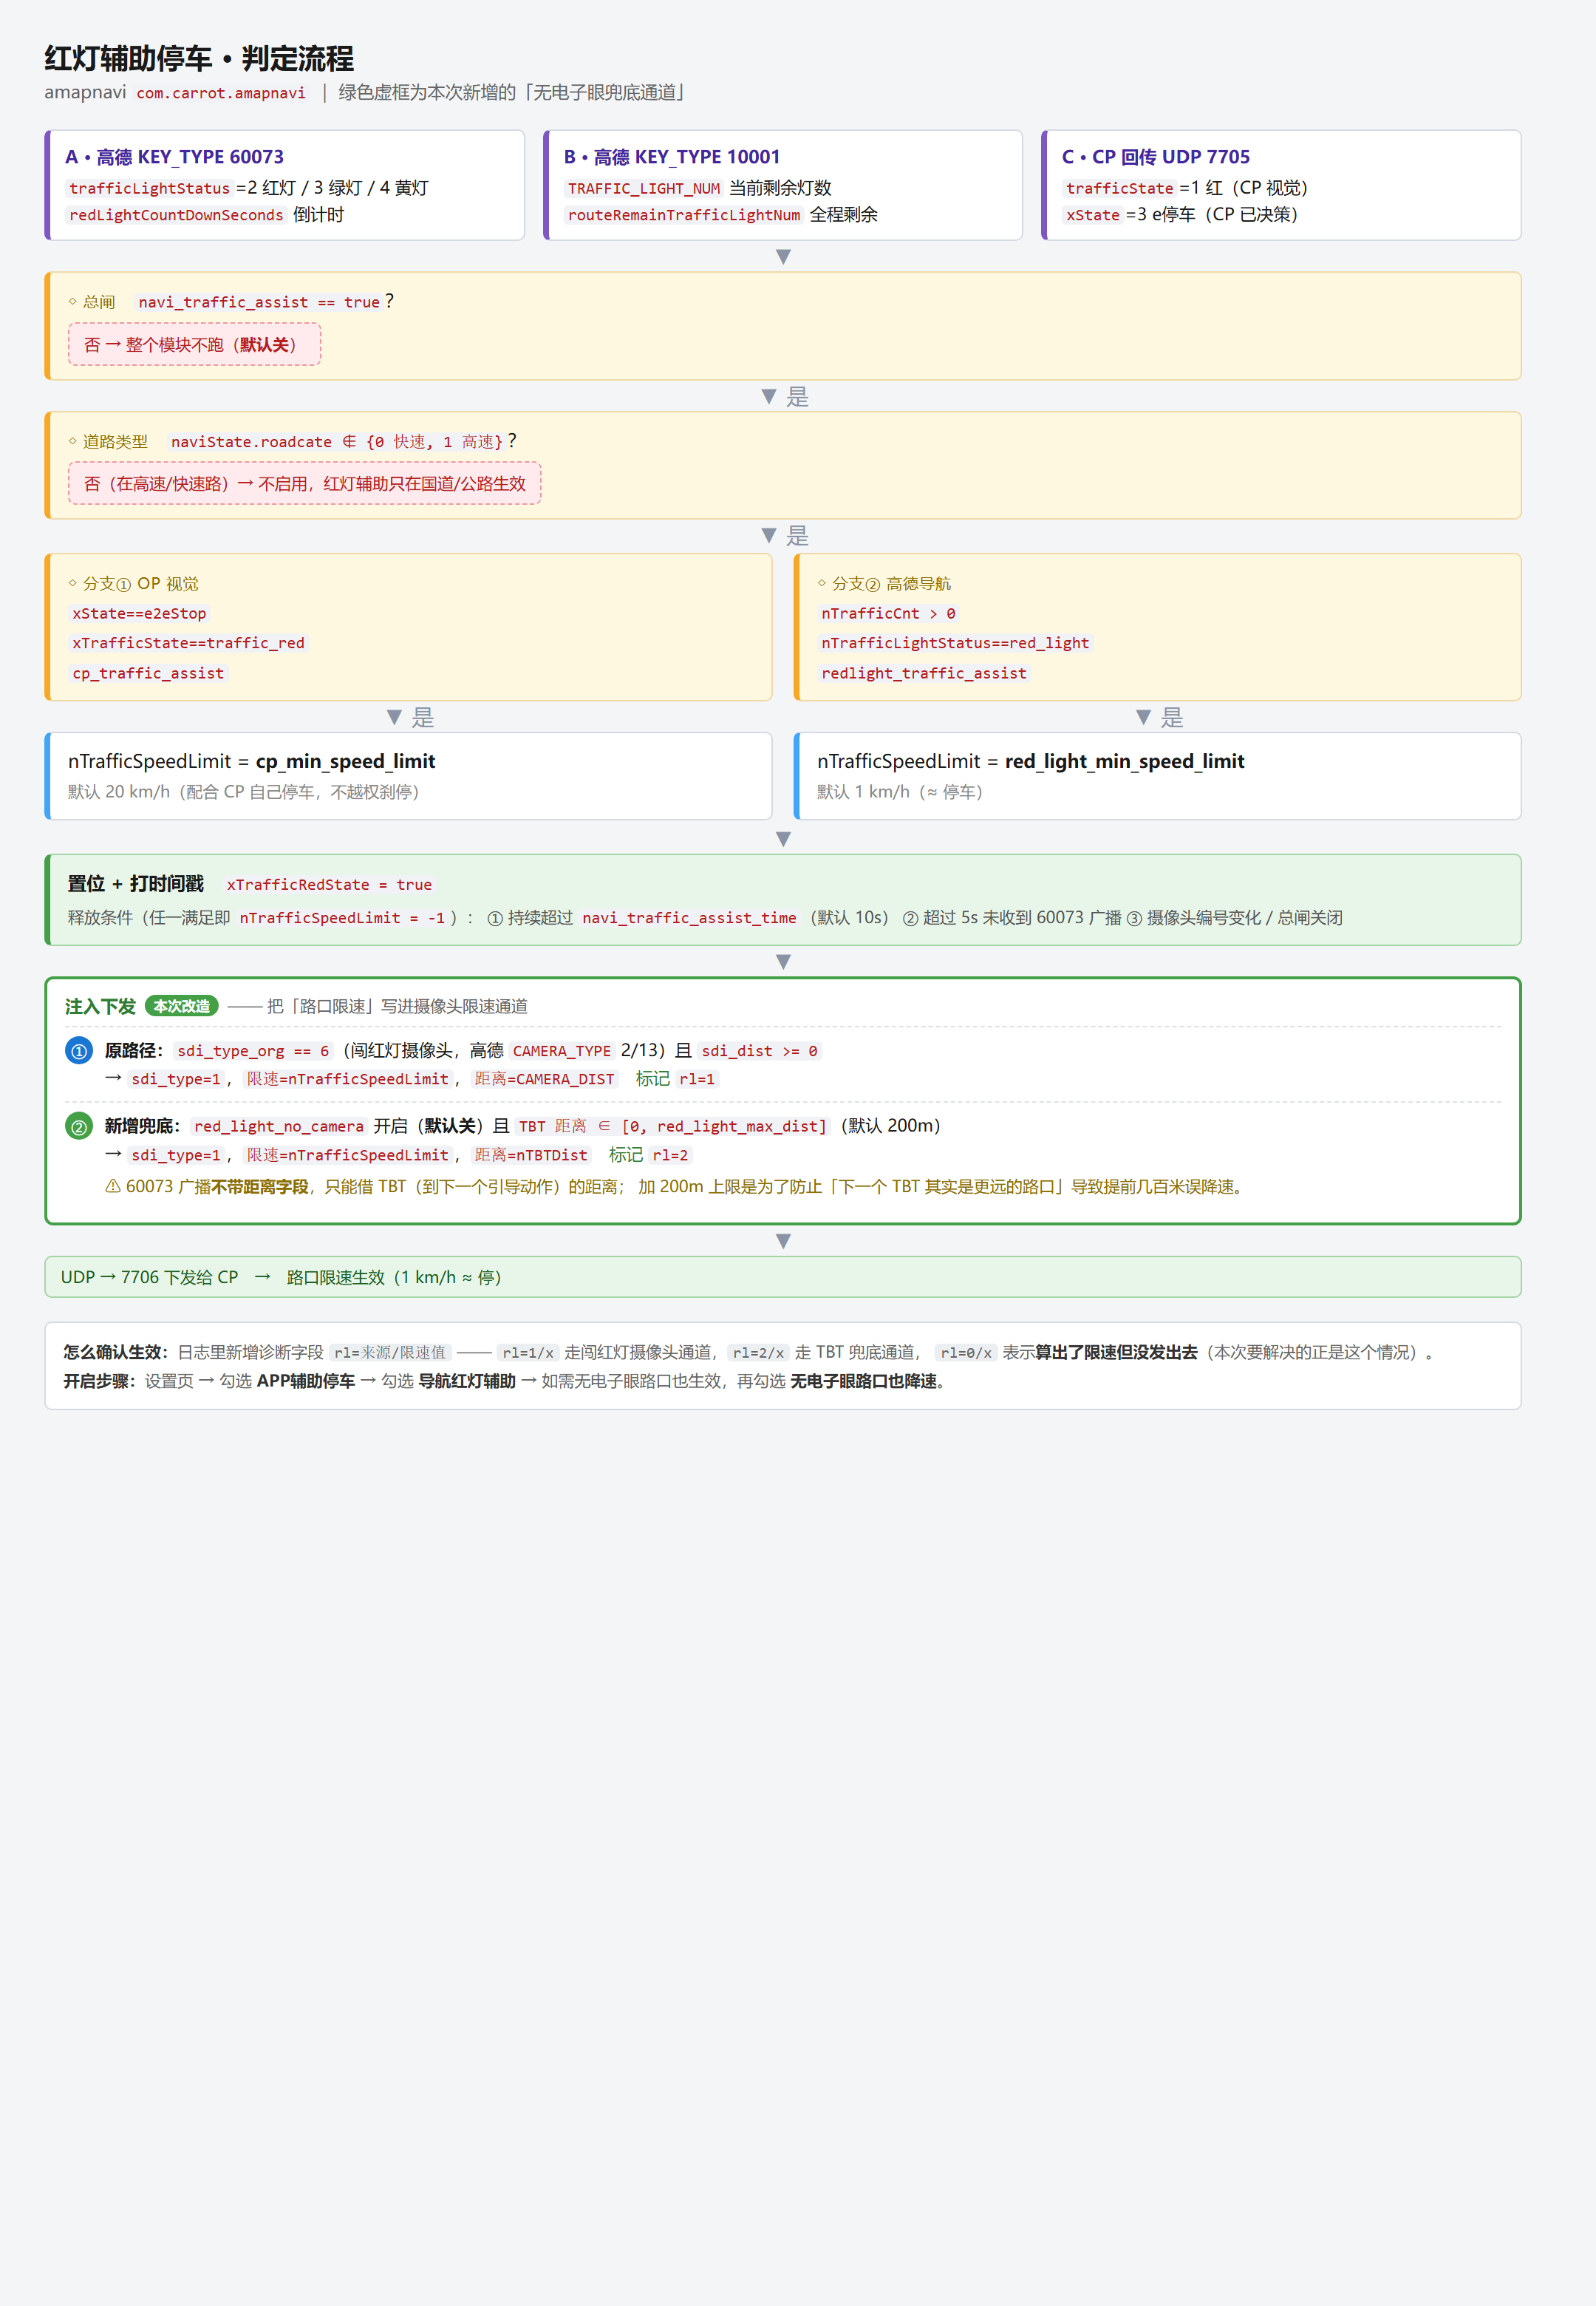 红灯辅助停车 • 判定流程
amapnavi com.carrot.amapnavi ｜ 绿色虚框为本次新增的「无电子眼兜底通道」
A • 高德 KEY_TYPE 60073
trafficLightStatus=2 红灯 / 3 绿灯 / 4 黄灯
redLightCountDownSeconds 倒计时
B • 高德 KEY_TYPE 10001
TRAFFIC_LIGHT_NUM 当前剩余灯数
routeRemainTrafficLightNum 全程剩余
C • CP 回传 UDP 7705
trafficState=1 红（CP 视觉）
xState=3 e停车（CP 已决策）
▼
◇ 总闸 navi_traffic_assist == true？
否 → 整个模块不跑（默认关）
▼ 是
◇ 道路类型 naviState.roadcate ∉ {0 快速, 1 高速}？
否（在高速/快速路）→ 不启用，红灯辅助只在国道/公路生效
▼ 是
◇ 分支① OP 视觉
xState==e2eStop
xTrafficState==traffic_red
cp_traffic_assist
◇ 分支② 高德导航
nTrafficCnt > 0
nTrafficLightStatus==red_light
redlight_traffic_assist
▼ 是
▼ 是
nTrafficSpeedLimit = cp_min_speed_limit
默认 20 km/h（配合 CP 自己停车，不越权刹停）
nTrafficSpeedLimit = red_light_min_speed_limit
默认 1 km/h（≈ 停车）
▼
置位 + 打时间戳 xTrafficRedState = true
释放条件（任一满足即 nTrafficSpeedLimit = -1）： ① 持续超过 navi_traffic_assist_time（默认 10s） ② 超过 5s 未收到 60073 广播 ③ 摄像头编号变化 / 总闸关闭
▼
注入下发 本次改造 —— 把「路口限速」写进摄像头限速通道
① 原路径： sdi_type_org == 6（闯红灯摄像头，高德 CAMERA_TYPE 2/13）且 sdi_dist >= 0
→ sdi_type=1， 限速=nTrafficSpeedLimit， 距离=CAMERA_DIST 标记 rl=1
② 新增兜底： red_light_no_camera 开启（默认关）且 TBT 距离 ∈ [0, red_light_max_dist]（默认 200m）
→ sdi_type=1， 限速=nTrafficSpeedLimit， 距离=nTBTDist 标记 rl=2
⚠ 60073 广播不带距离字段，只能借 TBT（到下一个引导动作）的距离； 加 200m 上限是为了防止「下一个 TBT 其实是更远的路口」导致提前几百米误降速。
▼
UDP → 7706 下发给 CP → 路口限速生效（1 km/h ≈ 停）
怎么确认生效：日志里新增诊断字段 rl=来源/限速值 —— rl=1/x 走闯红灯摄像头通道， rl=2/x 走 TBT 兜底通道， rl=0/x 表示算出了限速但没发出去（本次要解决的正是这个情况）。
开启步骤：设置页 → 勾选 APP辅助停车 → 勾选 导航红灯辅助 → 如需无电子眼路口也生效，再勾选 无电子眼路口也降速。